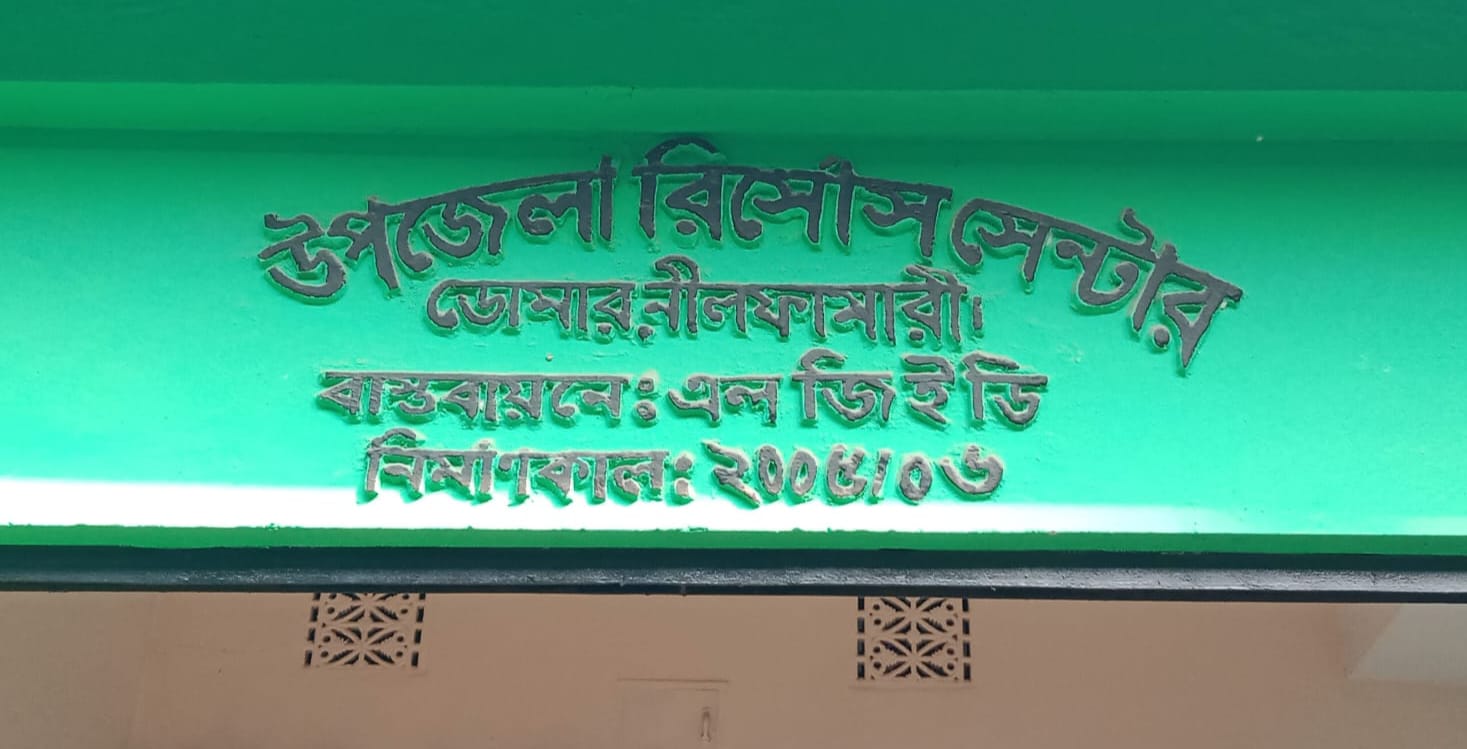 উপজেলা রিসোর্স সেন্টার
ডোমার,নীলফামারী।
বাস্তবায়নে: এল জি ই ডি
নির্মাণকাল: ২০০৫/০৬